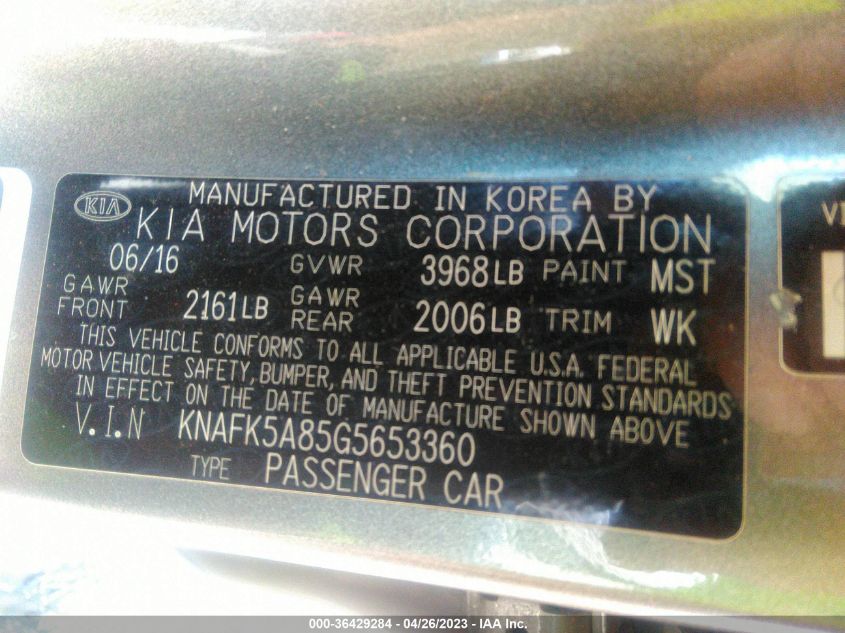 KIA
MANUFACTURED IN KOREA BY
KIA MOTORS CORPORATION
06/16 GVWR 3968LB PAINT MST
GAWR FRONT 2161LB GAWR REAR 2006LB TRIM WK
THIS VEHICLE CONFORMS TO ALL APPLICABLE U.S.A. FEDERAL
MOTOR VEHICLE SAFETY, BUMPER, AND THEFT PREVENTION STANDARDS
IN EFFECT ON THE DATE OF MANUFACTURE SHOWN ABOVE
V.I.N KNAFK5A85G5653360
TYPE PASSENGER CAR
000-36429284 - 04/26/2023 - IAA Inc.